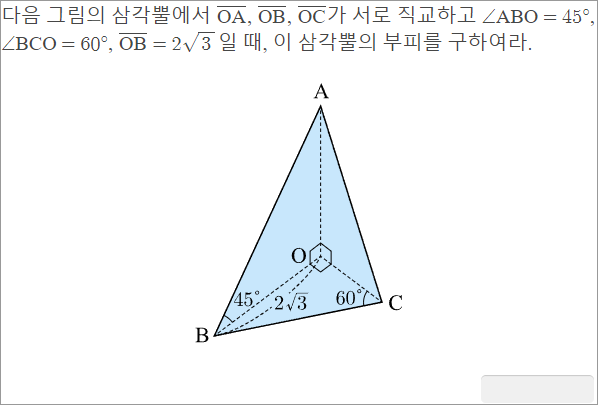 다음 그림의 삼각뿔에서 OA, OB, OC가 서로 직교하고 ∠ABO = 45°,
∠BCO = 60°, OB = 2√3 일 때, 이 삼각뿔의 부피를 구하여라.
A
O
45°
2√3
60°
C
B